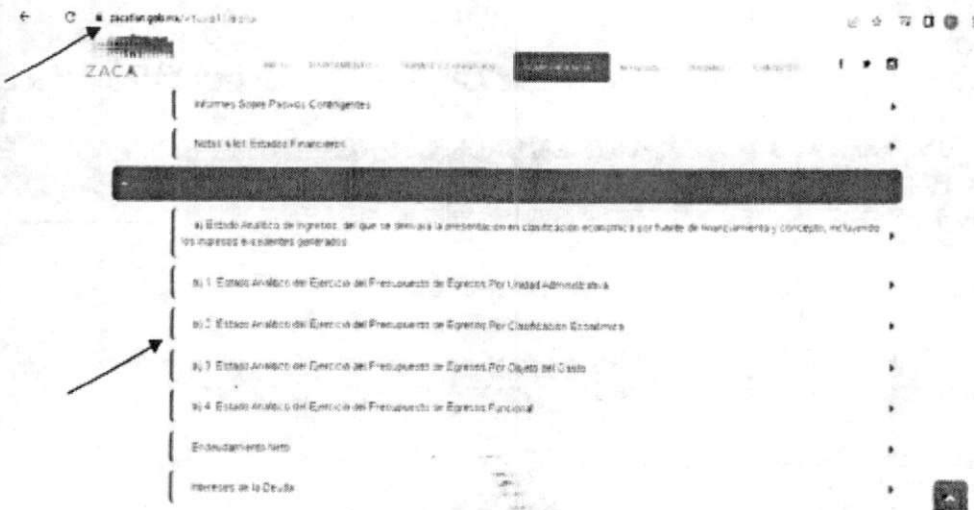 zacatlan.gob.mx
ZACA
Informes Sobre Pasivos Contingentes
Notas a los Estados Financieros
a) Estado Analítico de Ingresos, del que se derivará la presentación en clasificación económica por fuente de financiamiento y concepto, incluyendo
los ingresos excedentes generados
b) 1. Estado Analítico del Ejercicio del Presupuesto de Egresos Por Unidad Administrativa
b) 2. Estado Analítico del Ejercicio del Presupuesto de Egresos Por Clasificación Económica
b) 3. Estado Analítico del Ejercicio del Presupuesto de Egresos Por Objeto del Gasto
b) 4. Estado Analítico del Ejercicio del Presupuesto de Egresos Funcional
Endeudamiento Neto
Intereses de la Deuda